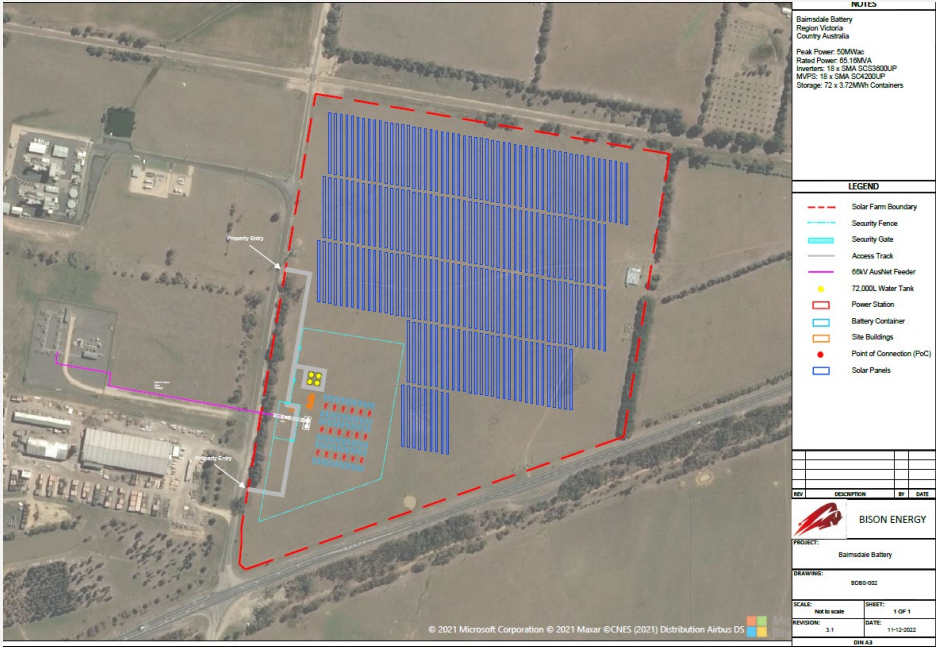 NOTES
Bairnsdale Battery
Region Victoria
Country Australia
Peak Power: 50MWac
Rated Power: 65.16MVA
Inverters: 18 x SMA SCS3600UP
MVPS: 18 x SMA SC4200UP
Storage: 72 x 3.72MWh Containers
LEGEND
Solar Farm Boundary
Security Fence
Security Gate
Access Track
66kV AusNet Feeder
72,000L Water Tank
Power Station
Battery Container
Site Buildings
Point of Connection (PoC)
Solar Panels
Property Entry
Property Entry
© 2021 Microsoft Corporation © 2021 Maxar ©CNES (2021) Distribution Airbus DS
REV DESCRIPTION BY DATE
BISON ENERGY
PROJECT:
Bairnsdale Battery
DRAWING:
BDB0-002
SCALE: Not to scale
SHEET: 1 OF 1
REVISION: 3.1
DATE: 11-12-2022
DIN A3